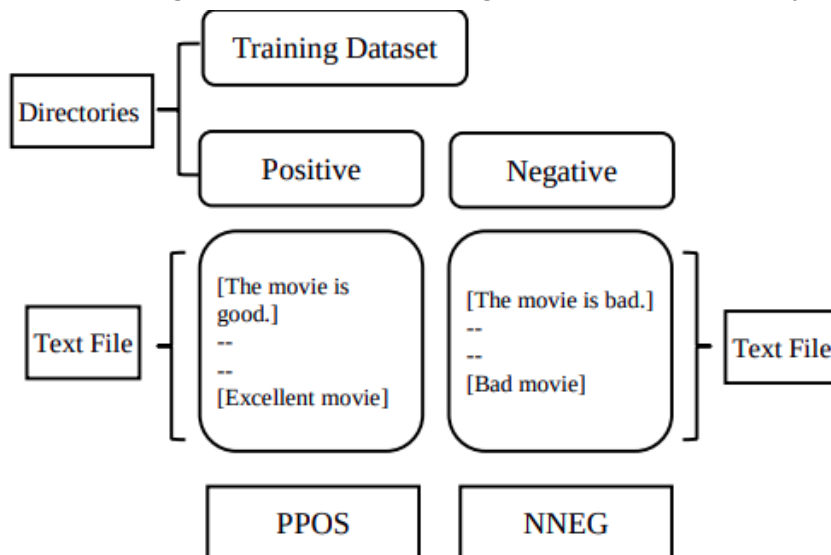 Training Dataset
Directories
Positive
Negative
[The movie is
good.]
--
--
[Excellent movie]
[The movie is bad.]
--
--
[Bad movie]
Text File
Text File
PPOS
NNEG